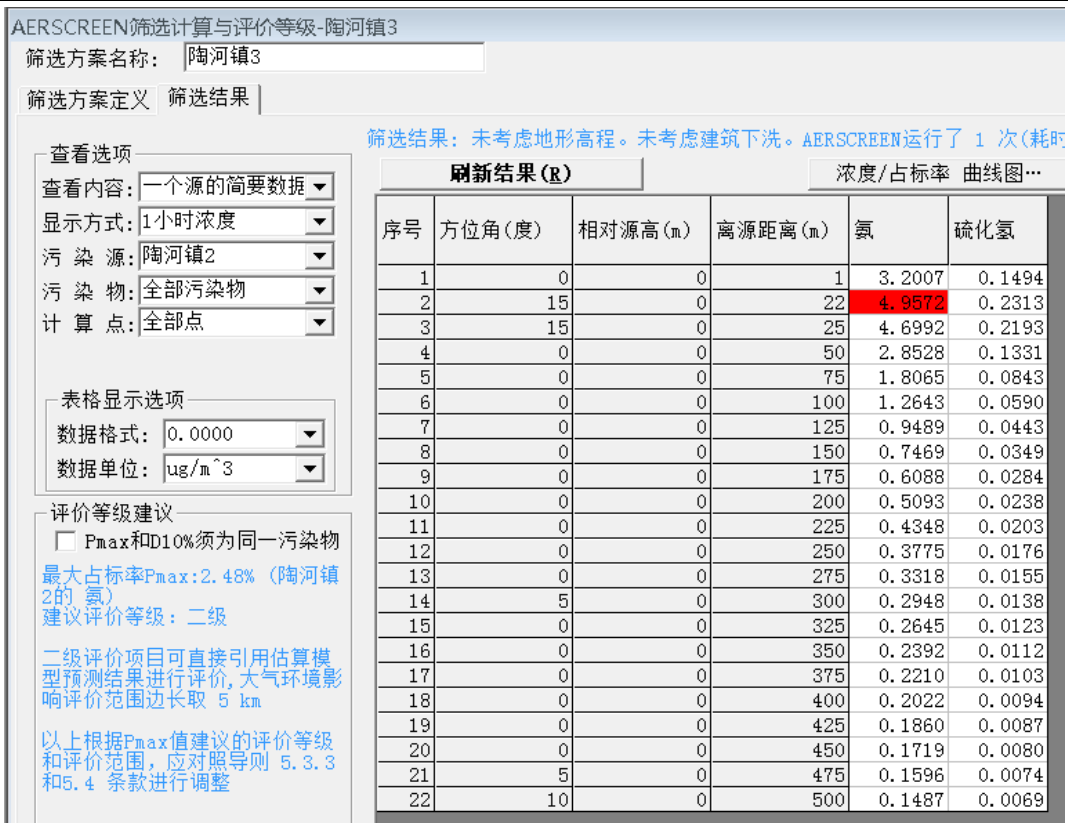 AERSCREEN筛选计算与评价等级-陶河镇3
筛选方案名称: 陶河镇3
筛选方案定义 筛选结果
筛选结果: 未考虑地形高程。未考虑建筑下洗。AERSCREEN运行了 1 次(耗时
查看选项
查看内容: 一个源的简要数据
显示方式: 1小时浓度
污 染 源: 陶河镇2
污 染 物: 全部污染物
计 算 点: 全部点
表格显示选项
数据格式: 0.0000
数据单位: ug/m^3
评价等级建议
Pmax和D10%须为同一污染物
最大占标率Pmax:2.48% (陶河镇
2的 氨)
建议评价等级: 二级
二级评价项目可直接引用估算模
型预测结果进行评价,大气环境影
响评价范围边长取 5 km
以上根据Pmax值建议的评价等级
和评价范围，应对照导则 5.3.3
和5.4 条款进行调整
刷新结果(R) 浓度/占标率 曲线图…
序号 方位角(度) 相对源高(m) 离源距离(m) 氨 硫化氢
1 0 0 1 3.2007 0.1494
2 15 0 22 4.9572 0.2313
3 15 0 25 4.6992 0.2193
4 0 0 50 2.8528 0.1331
5 0 0 75 1.8065 0.0843
6 0 0 100 1.2643 0.0590
7 0 0 125 0.9489 0.0443
8 0 0 150 0.7469 0.0349
9 0 0 175 0.6088 0.0284
10 0 0 200 0.5093 0.0238
11 0 0 225 0.4348 0.0203
12 0 0 250 0.3775 0.0176
13 0 0 275 0.3318 0.0155
14 5 0 300 0.2948 0.0138
15 0 0 325 0.2645 0.0123
16 0 0 350 0.2392 0.0112
17 0 0 375 0.2210 0.0103
18 0 0 400 0.2022 0.0094
19 0 0 425 0.1860 0.0087
20 0 0 450 0.1719 0.0080
21 5 0 475 0.1596 0.0074
22 10 0 500 0.1487 0.0069